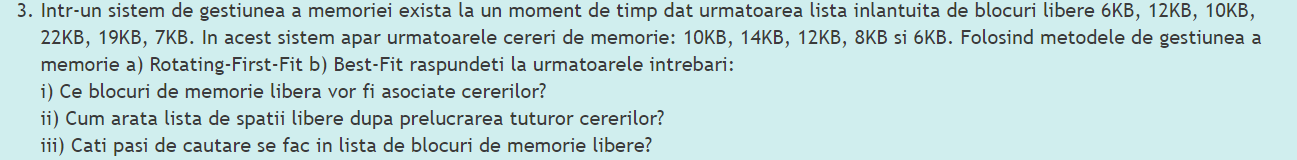 3. Intr-un sistem de gestiunea a memoriei exista la un moment de timp dat urmatoarea lista inlantuita de blocuri libere 6KB, 12KB, 10KB,
22KB, 19KB, 7KB. In acest sistem apar urmatoarele cereri de memorie: 10KB, 14KB, 12KB, 8KB si 6KB. Folosind metodele de gestiunea a
memorie a) Rotating-First-Fit b) Best-Fit raspundeti la urmatoarele intrebari:
i) Ce blocuri de memorie libera vor fi asociate cererilor?
ii) Cum arata lista de spatii libere dupa prelucrarea tuturor cererilor?
iii) Cati pasi de cautare se fac in lista de blocuri de memorie libere?